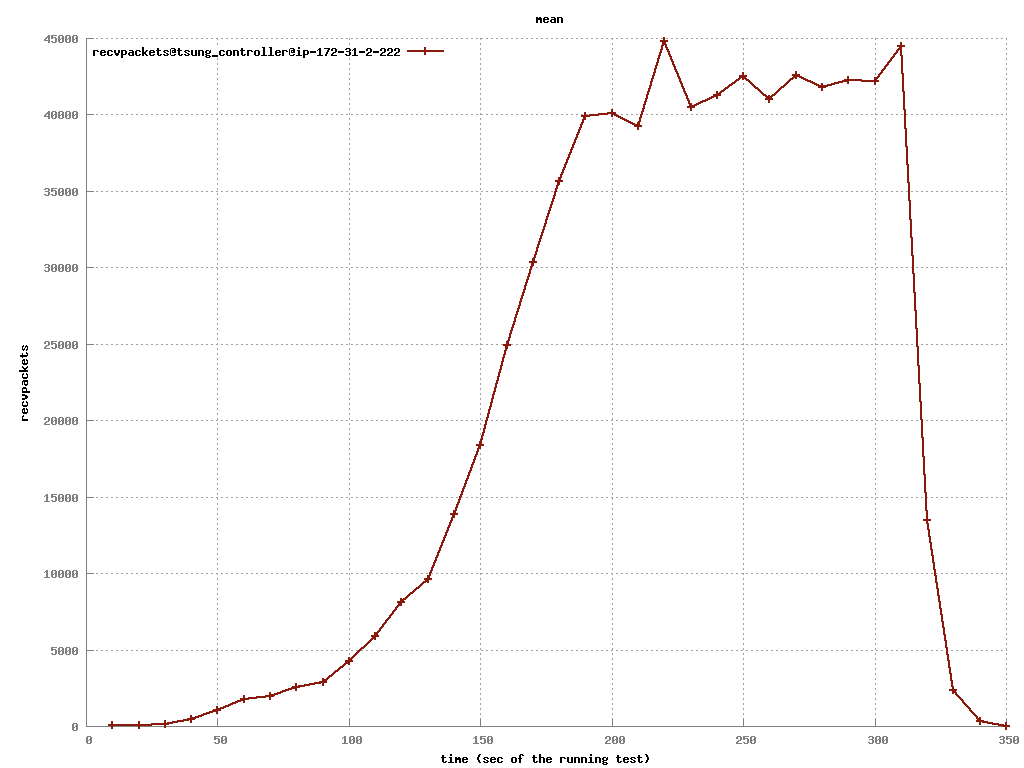 mean
recvpackets@tsung_controller@ip-172-31-2-222
45000
40000
35000
30000
25000
20000
15000
10000
5000
0
recvpackets
0 50 100 150 200 250 300 350
time (sec of the running test)